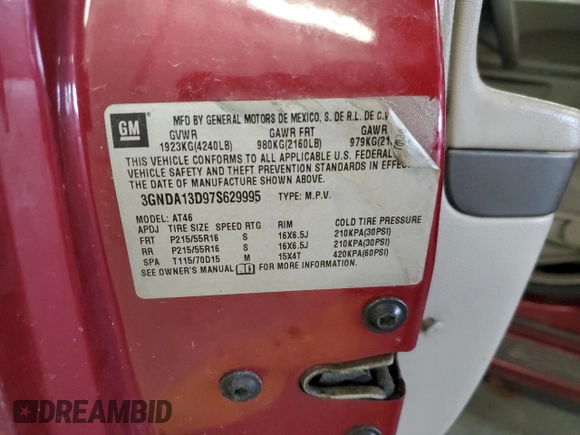 GM
MFD BY GENERAL MOTORS DE MEXICO, S. DE R.L. DE C.V
GVWR GAWR FRT GAWR
1923KG(4240LB) 980KG(2160LB) 979KG(2160
THIS VEHICLE CONFORMS TO ALL APPLICABLE U.S. FEDERAL
VEHICLE SAFETY AND THEFT PREVENTION STANDARDS IN EFFEC
THE DATE OF MANUFACTURE SHOWN ABOVE.
3GNDA13D97S629995 TYPE: M.P.V.
MODEL: AT46
APDJ TIRE SIZE SPEED RTG RIM COLD TIRE PRESSURE
FRT P215/55R16 S 16X6.5J 210KPA(30PSI)
RR P215/55R16 S 16X6.5J 210KPA(30PSI)
SPA T115/70D15 M 15X4T 420KPA(60PSI)
SEE OWNER'S MANUAL FOR MORE INFORMATION.
DREAMBID